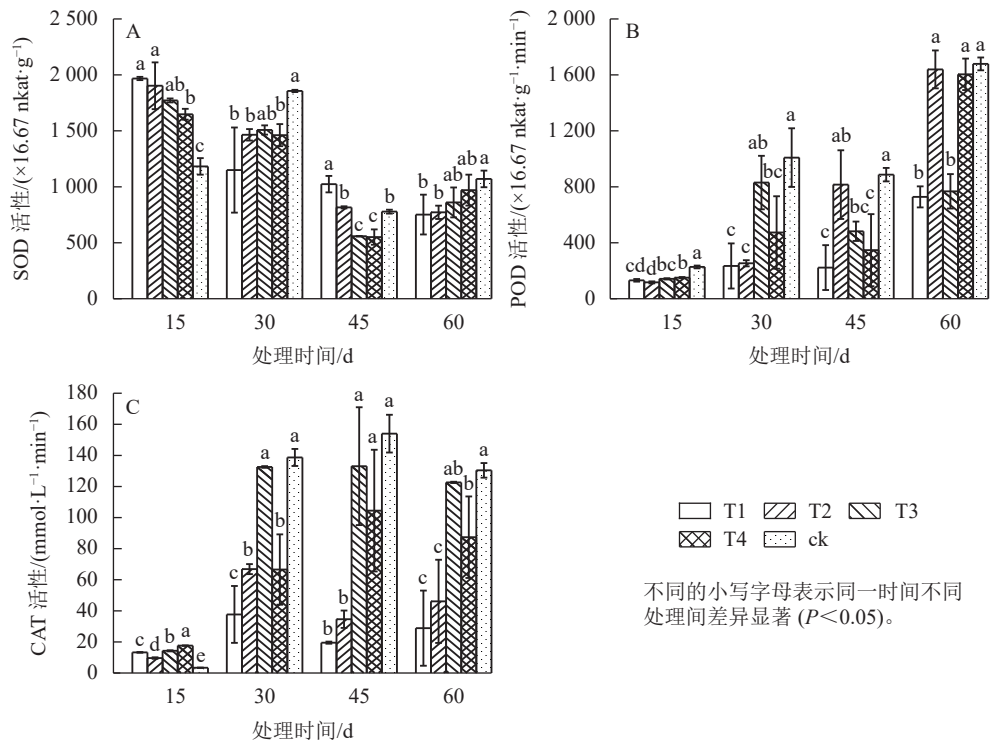 A
SOD 活性/(×16.67 nkat·g⁻¹)
2 500
2 000
1 500
1 000
500
0
a a ab b c
b b ab b a
a b c c b
b b ab ab a
15 30 45 60
处理时间/d
B
POD 活性/(×16.67 nkat·g⁻¹·min⁻¹)
2 000
1 600
1 200
800
400
0
cd d bc b a
c c ab bc a
c ab bc c a
b a b a a
15 30 45 60
处理时间/d
C
CAT 活性/(mmol·L⁻¹·min⁻¹)
180
160
140
120
100
80
60
40
20
0
c d b a e
c b a b a
b b a a a
c c ab b a
15 30 45 60
处理时间/d
T1 T2 T3
T4 ck
不同的小写字母表示同一时间不同
处理间差异显著 (P＜0.05)。